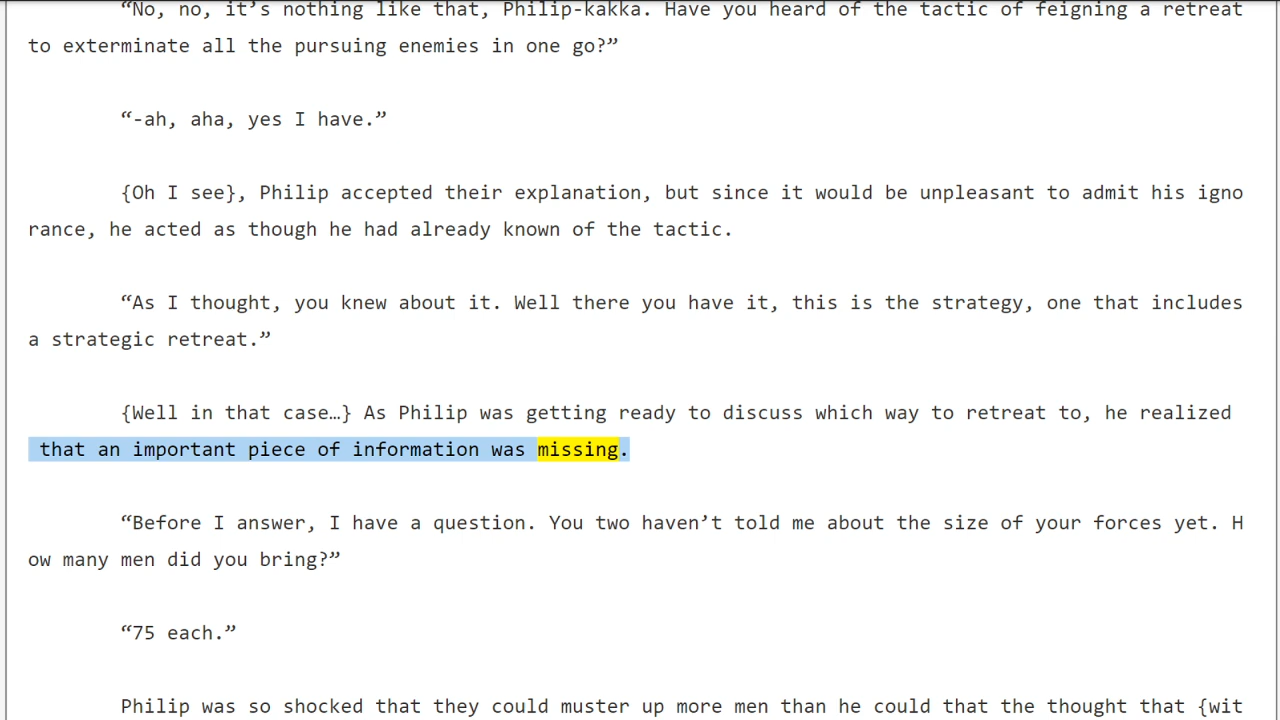 “No, no, it’s nothing like that, Philip-kakka. Have you heard of the tactic of feigning a retreat
to exterminate all the pursuing enemies in one go?”
“-ah, aha, yes I have.”
{Oh I see}, Philip accepted their explanation, but since it would be unpleasant to admit his igno
rance, he acted as though he had already known of the tactic.
“As I thought, you knew about it. Well there you have it, this is the strategy, one that includes
a strategic retreat.”
{Well in that case…} As Philip was getting ready to discuss which way to retreat to, he realized
that an important piece of information was missing.
“Before I answer, I have a question. You two haven’t told me about the size of your forces yet. H
ow many men did you bring?”
“75 each.”
Philip was so shocked that they could muster up more men than he could that the thought that {wit